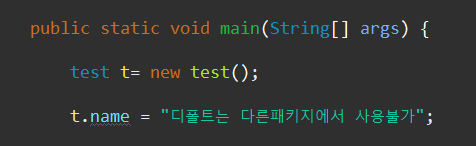 public static void main(String[] args) {
test t= new test();
t.name = "디폴트는 다른패키지에서 사용불가";